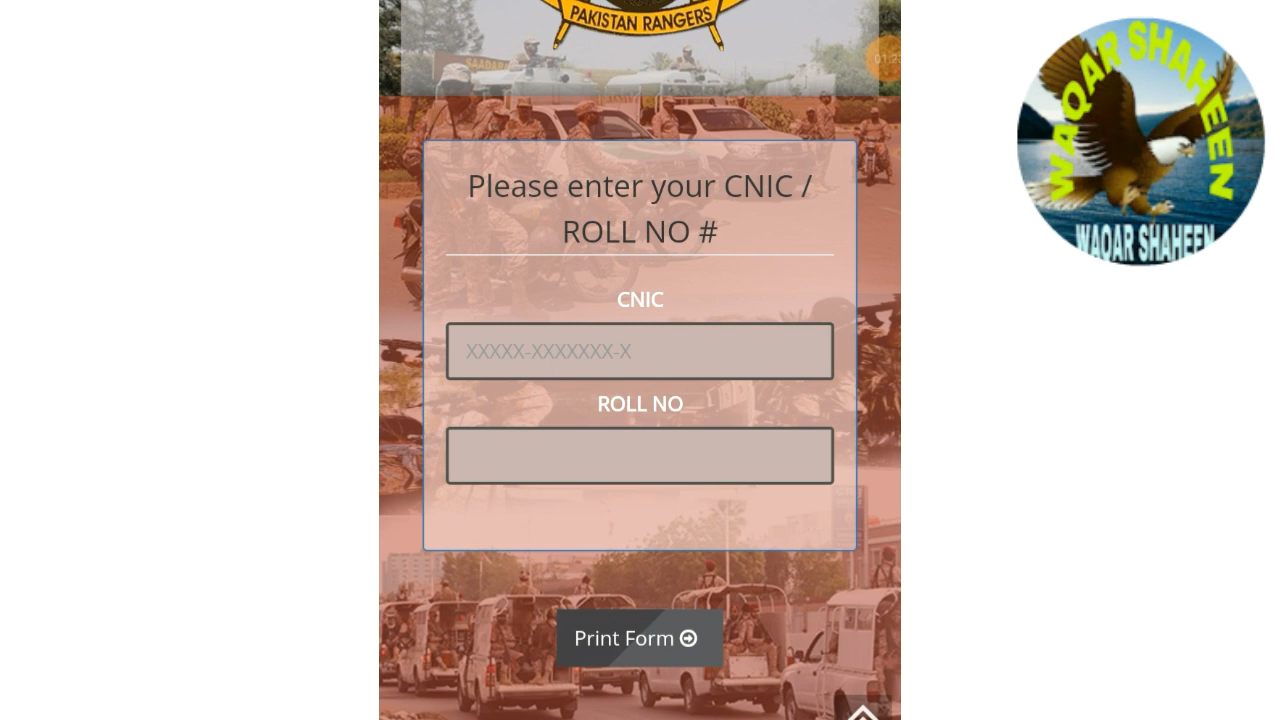 PAKISTAN RANGERS
Please enter your CNIC /
ROLL NO #
CNIC
XXXXX-XXXXXXX-X
ROLL NO
Print Form
WAQAR SHAHEEN
WAQAR SHAHEEN